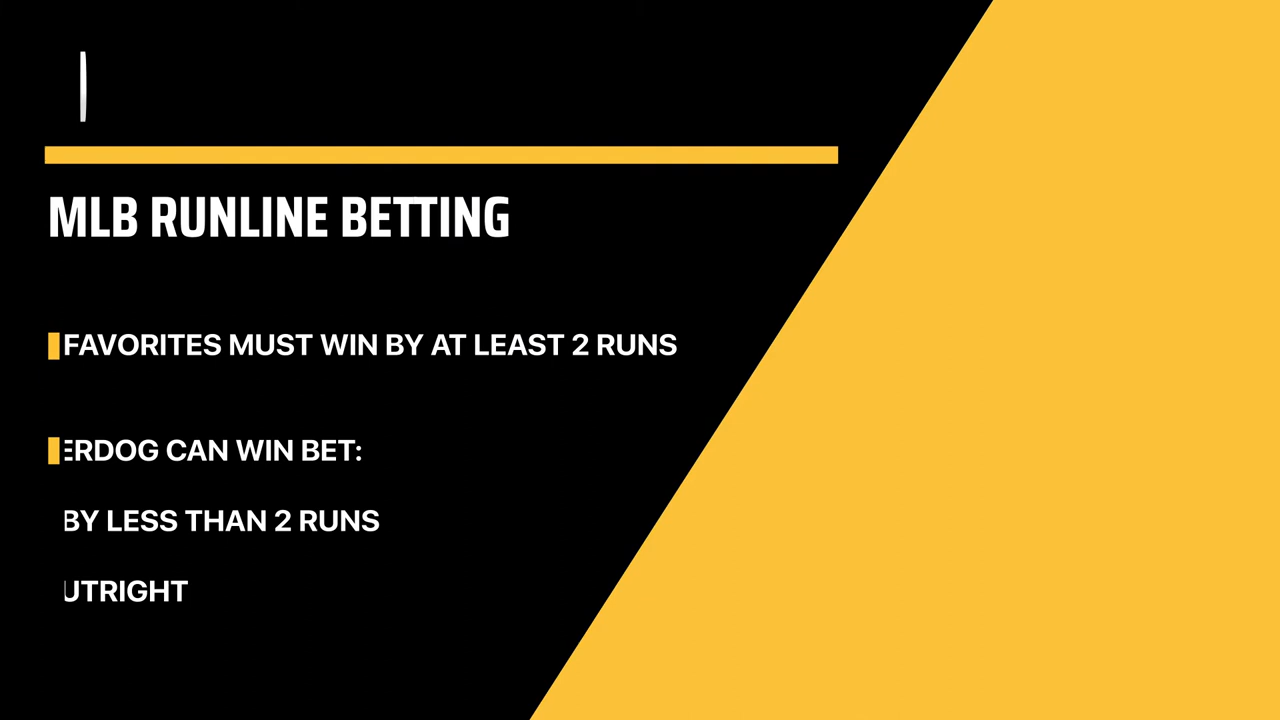 MLB RUNLINE BETTING
FAVORITES MUST WIN BY AT LEAST 2 RUNS
ERDOG CAN WIN BET:
BY LESS THAN 2 RUNS
UTRIGHT